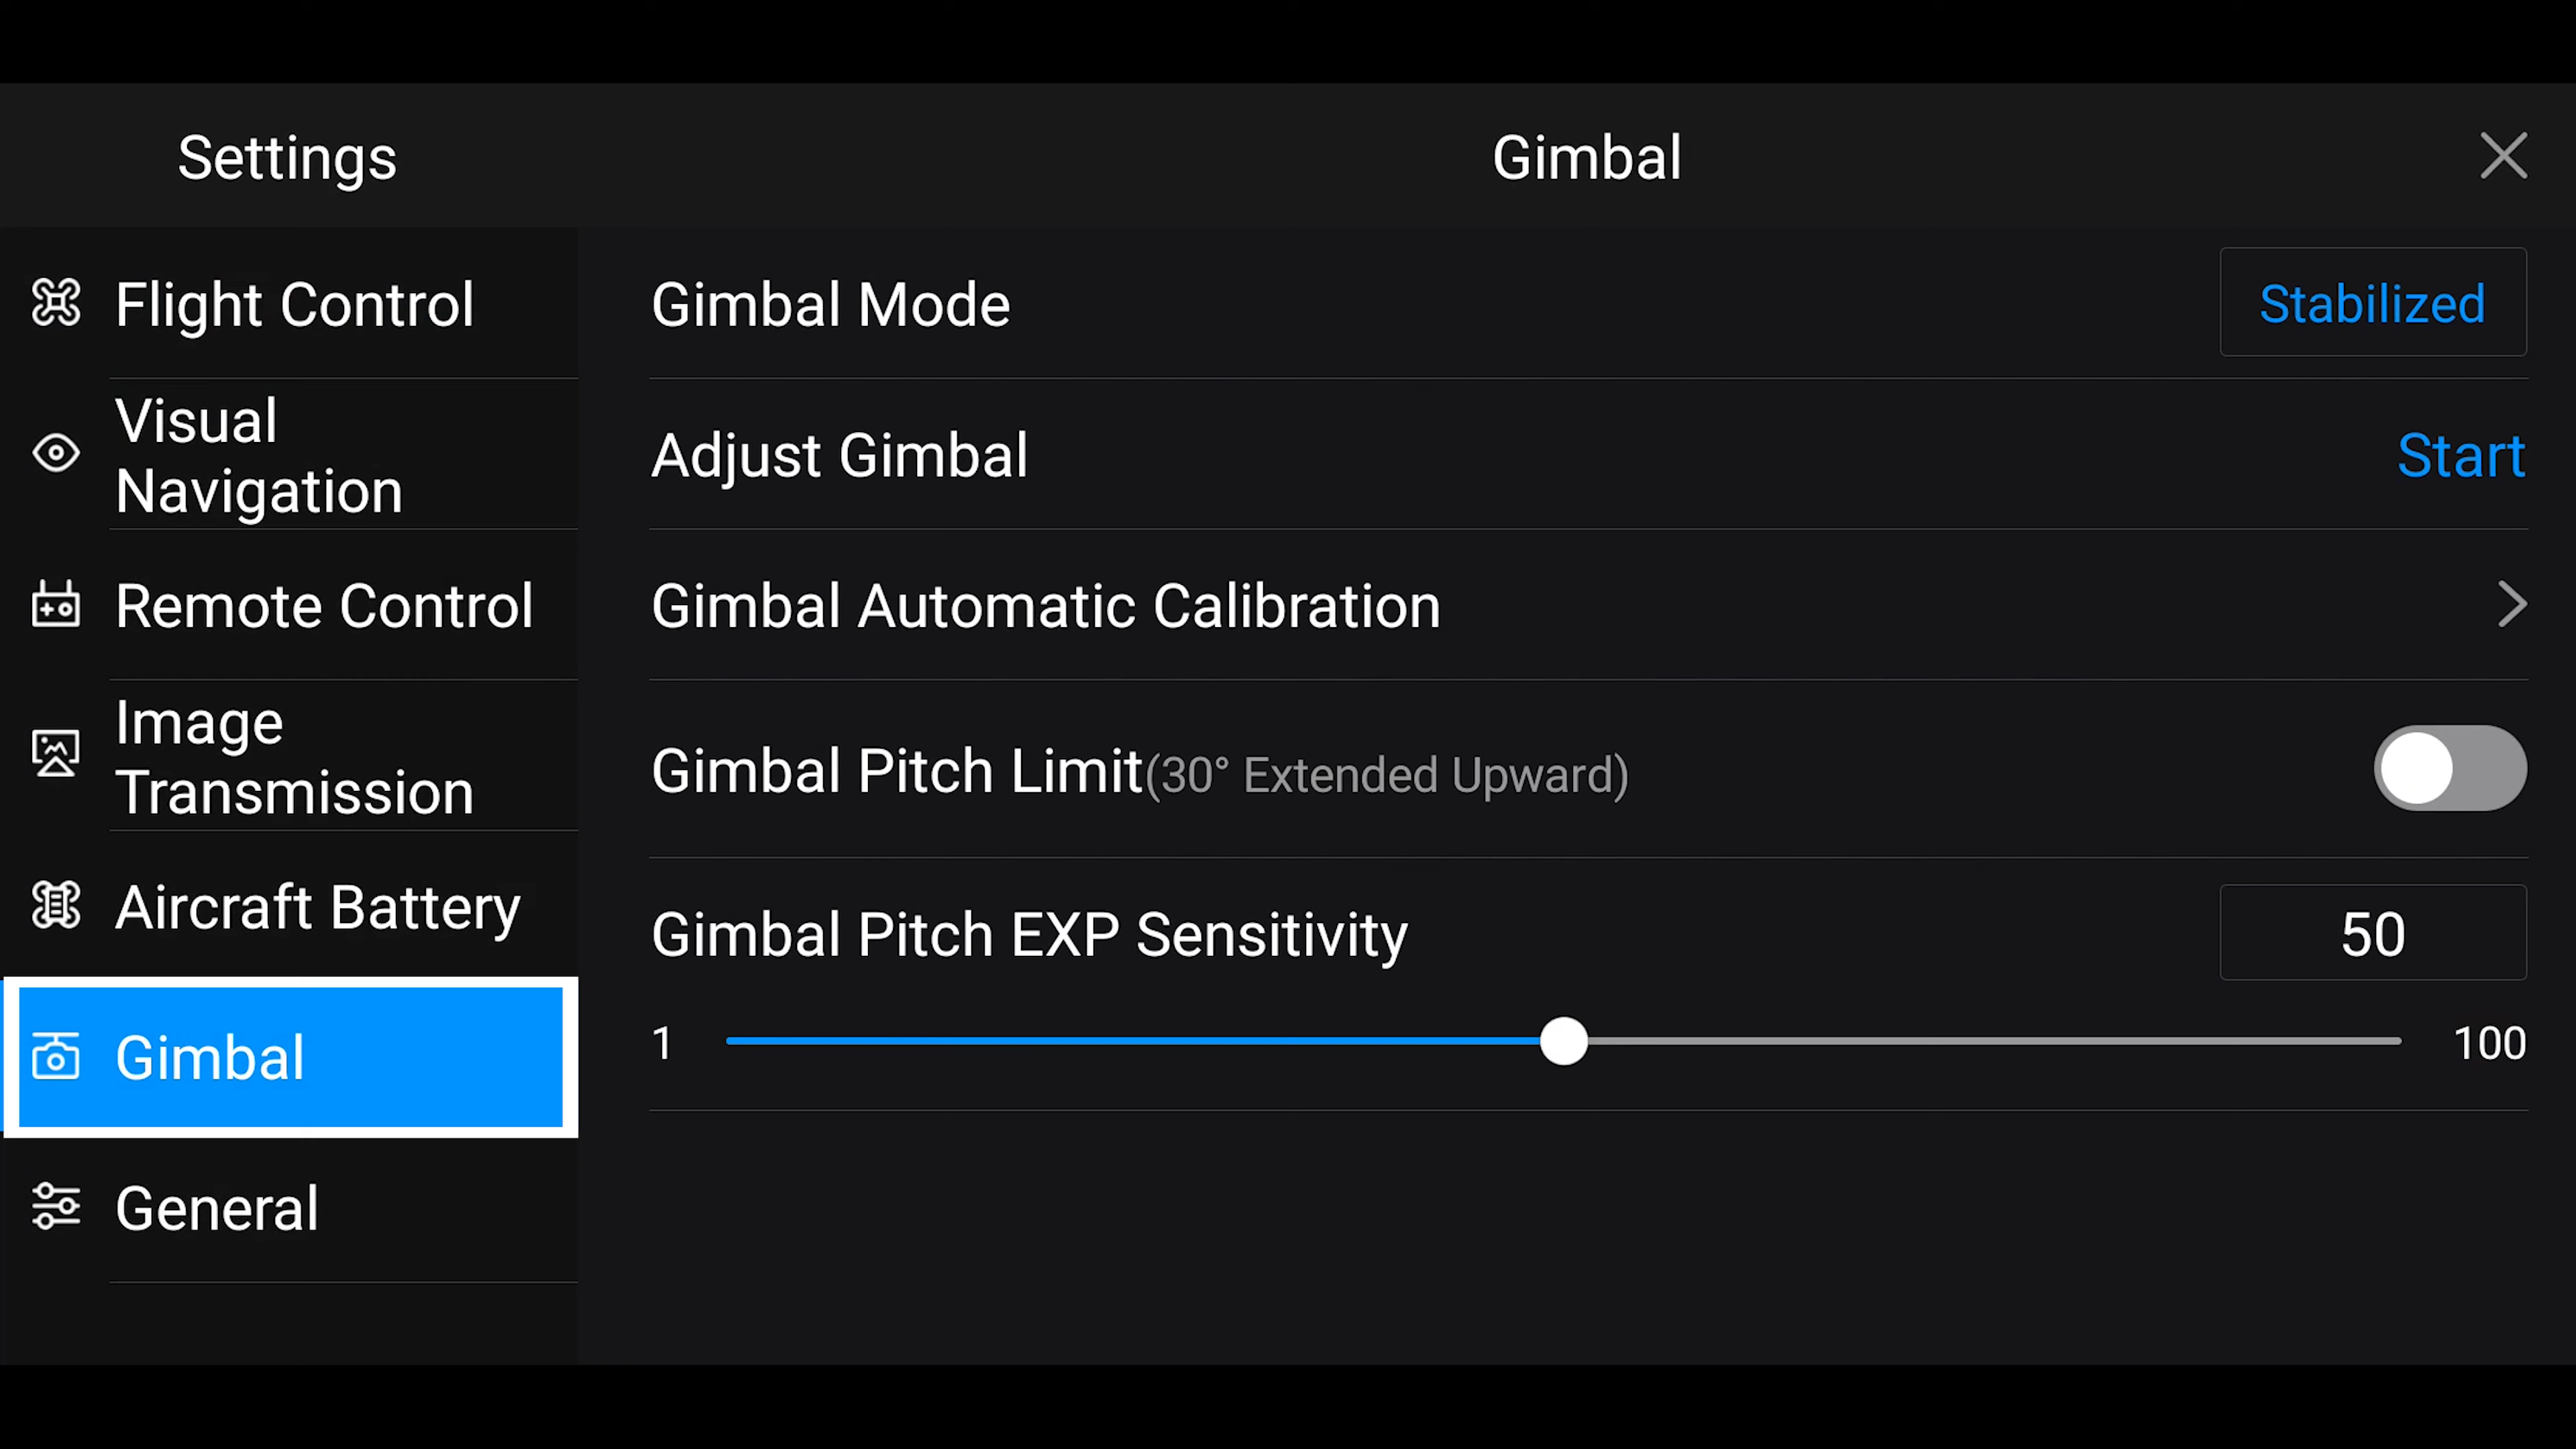 Settings
Gimbal
Flight Control
Visual
Navigation
Remote Control
Image
Transmission
Aircraft Battery
Gimbal
General
Gimbal Mode
Stabilized
Adjust Gimbal
Start
Gimbal Automatic Calibration
Gimbal Pitch Limit(30° Extended Upward)
Gimbal Pitch EXP Sensitivity
50
1
100